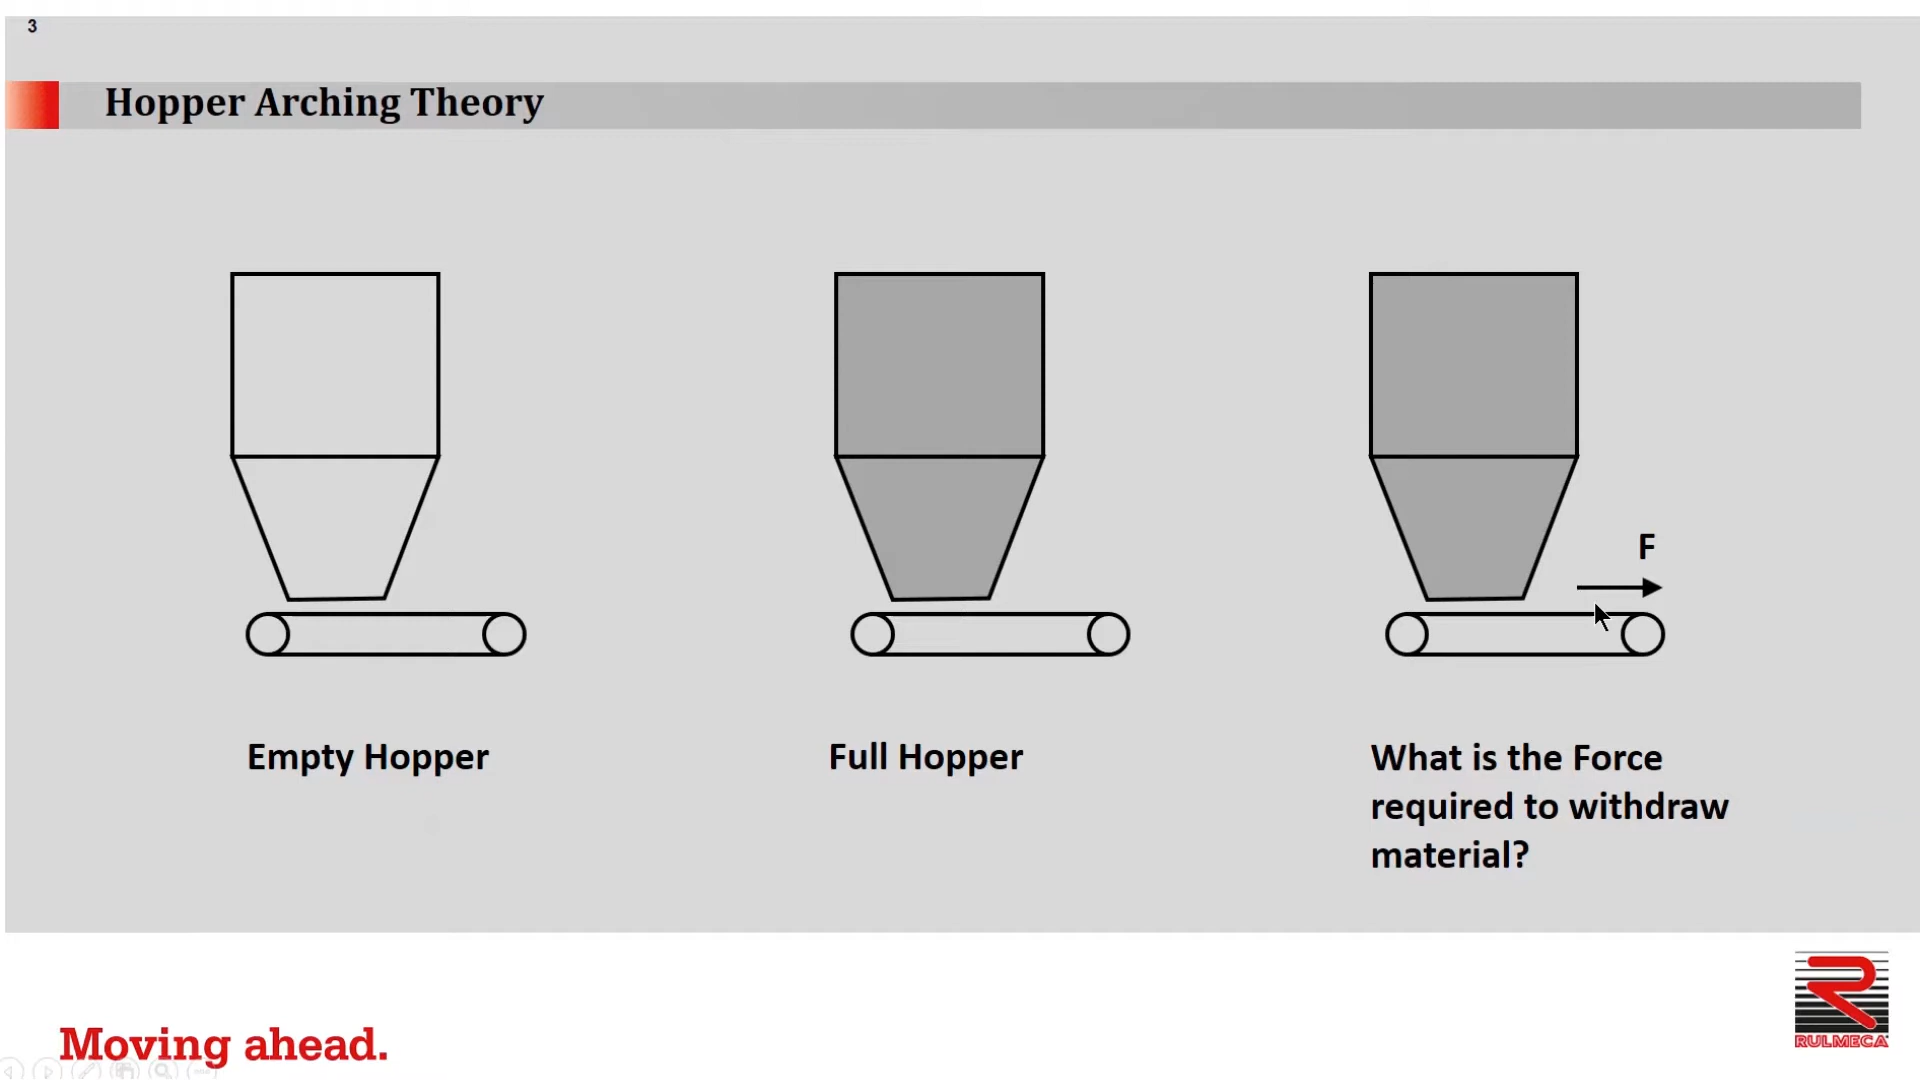 3
Hopper Arching Theory
F
Empty Hopper
Full Hopper
What is the Force
required to withdraw
material?
Moving ahead.
RULMECA